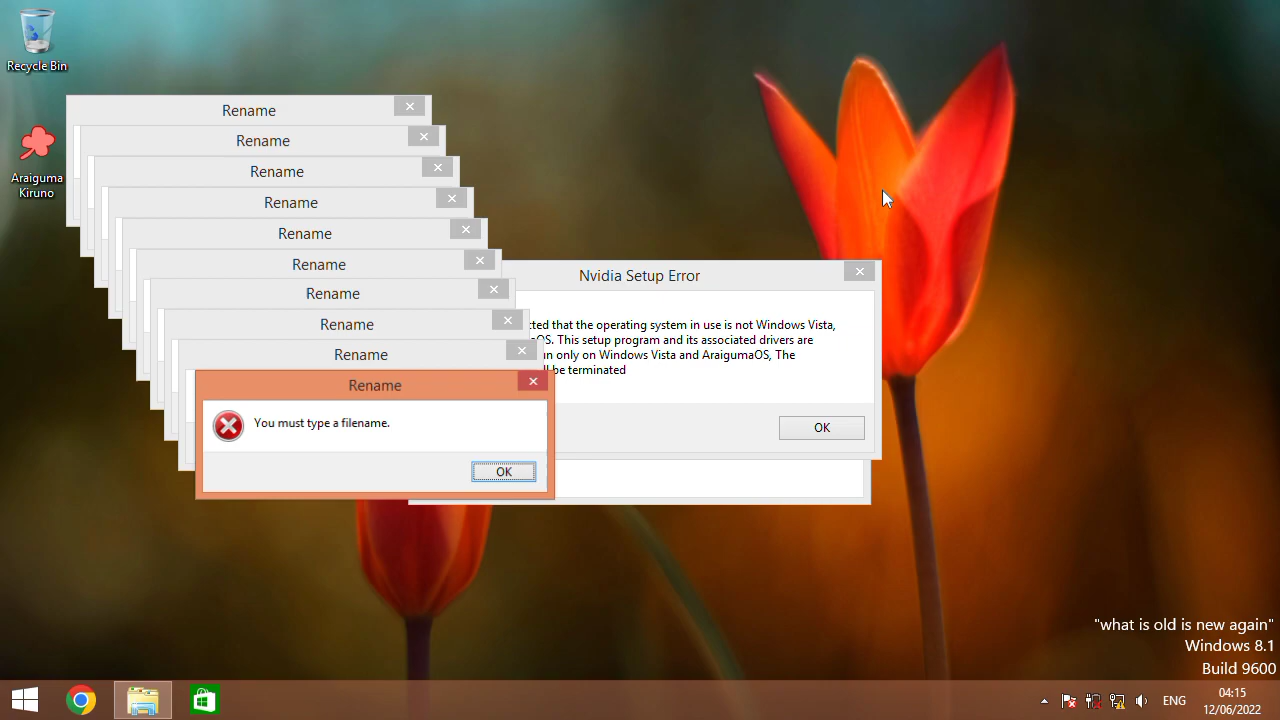 Recycle Bin
Araiguma
Kiruno
Rename
Rename
Rename
Rename
Rename
Rename
Rename
Rename
Rename
Rename
You must type a filename.
OK
Nvidia Setup Error
that the operating system in use is not Windows Vista,
This setup program and its associated drivers are
only on Windows Vista and AraigumaOS, The
be terminated
OK
"what is old is new again"
Windows 8.1
Build 9600
ENG
04:15
12/06/2022